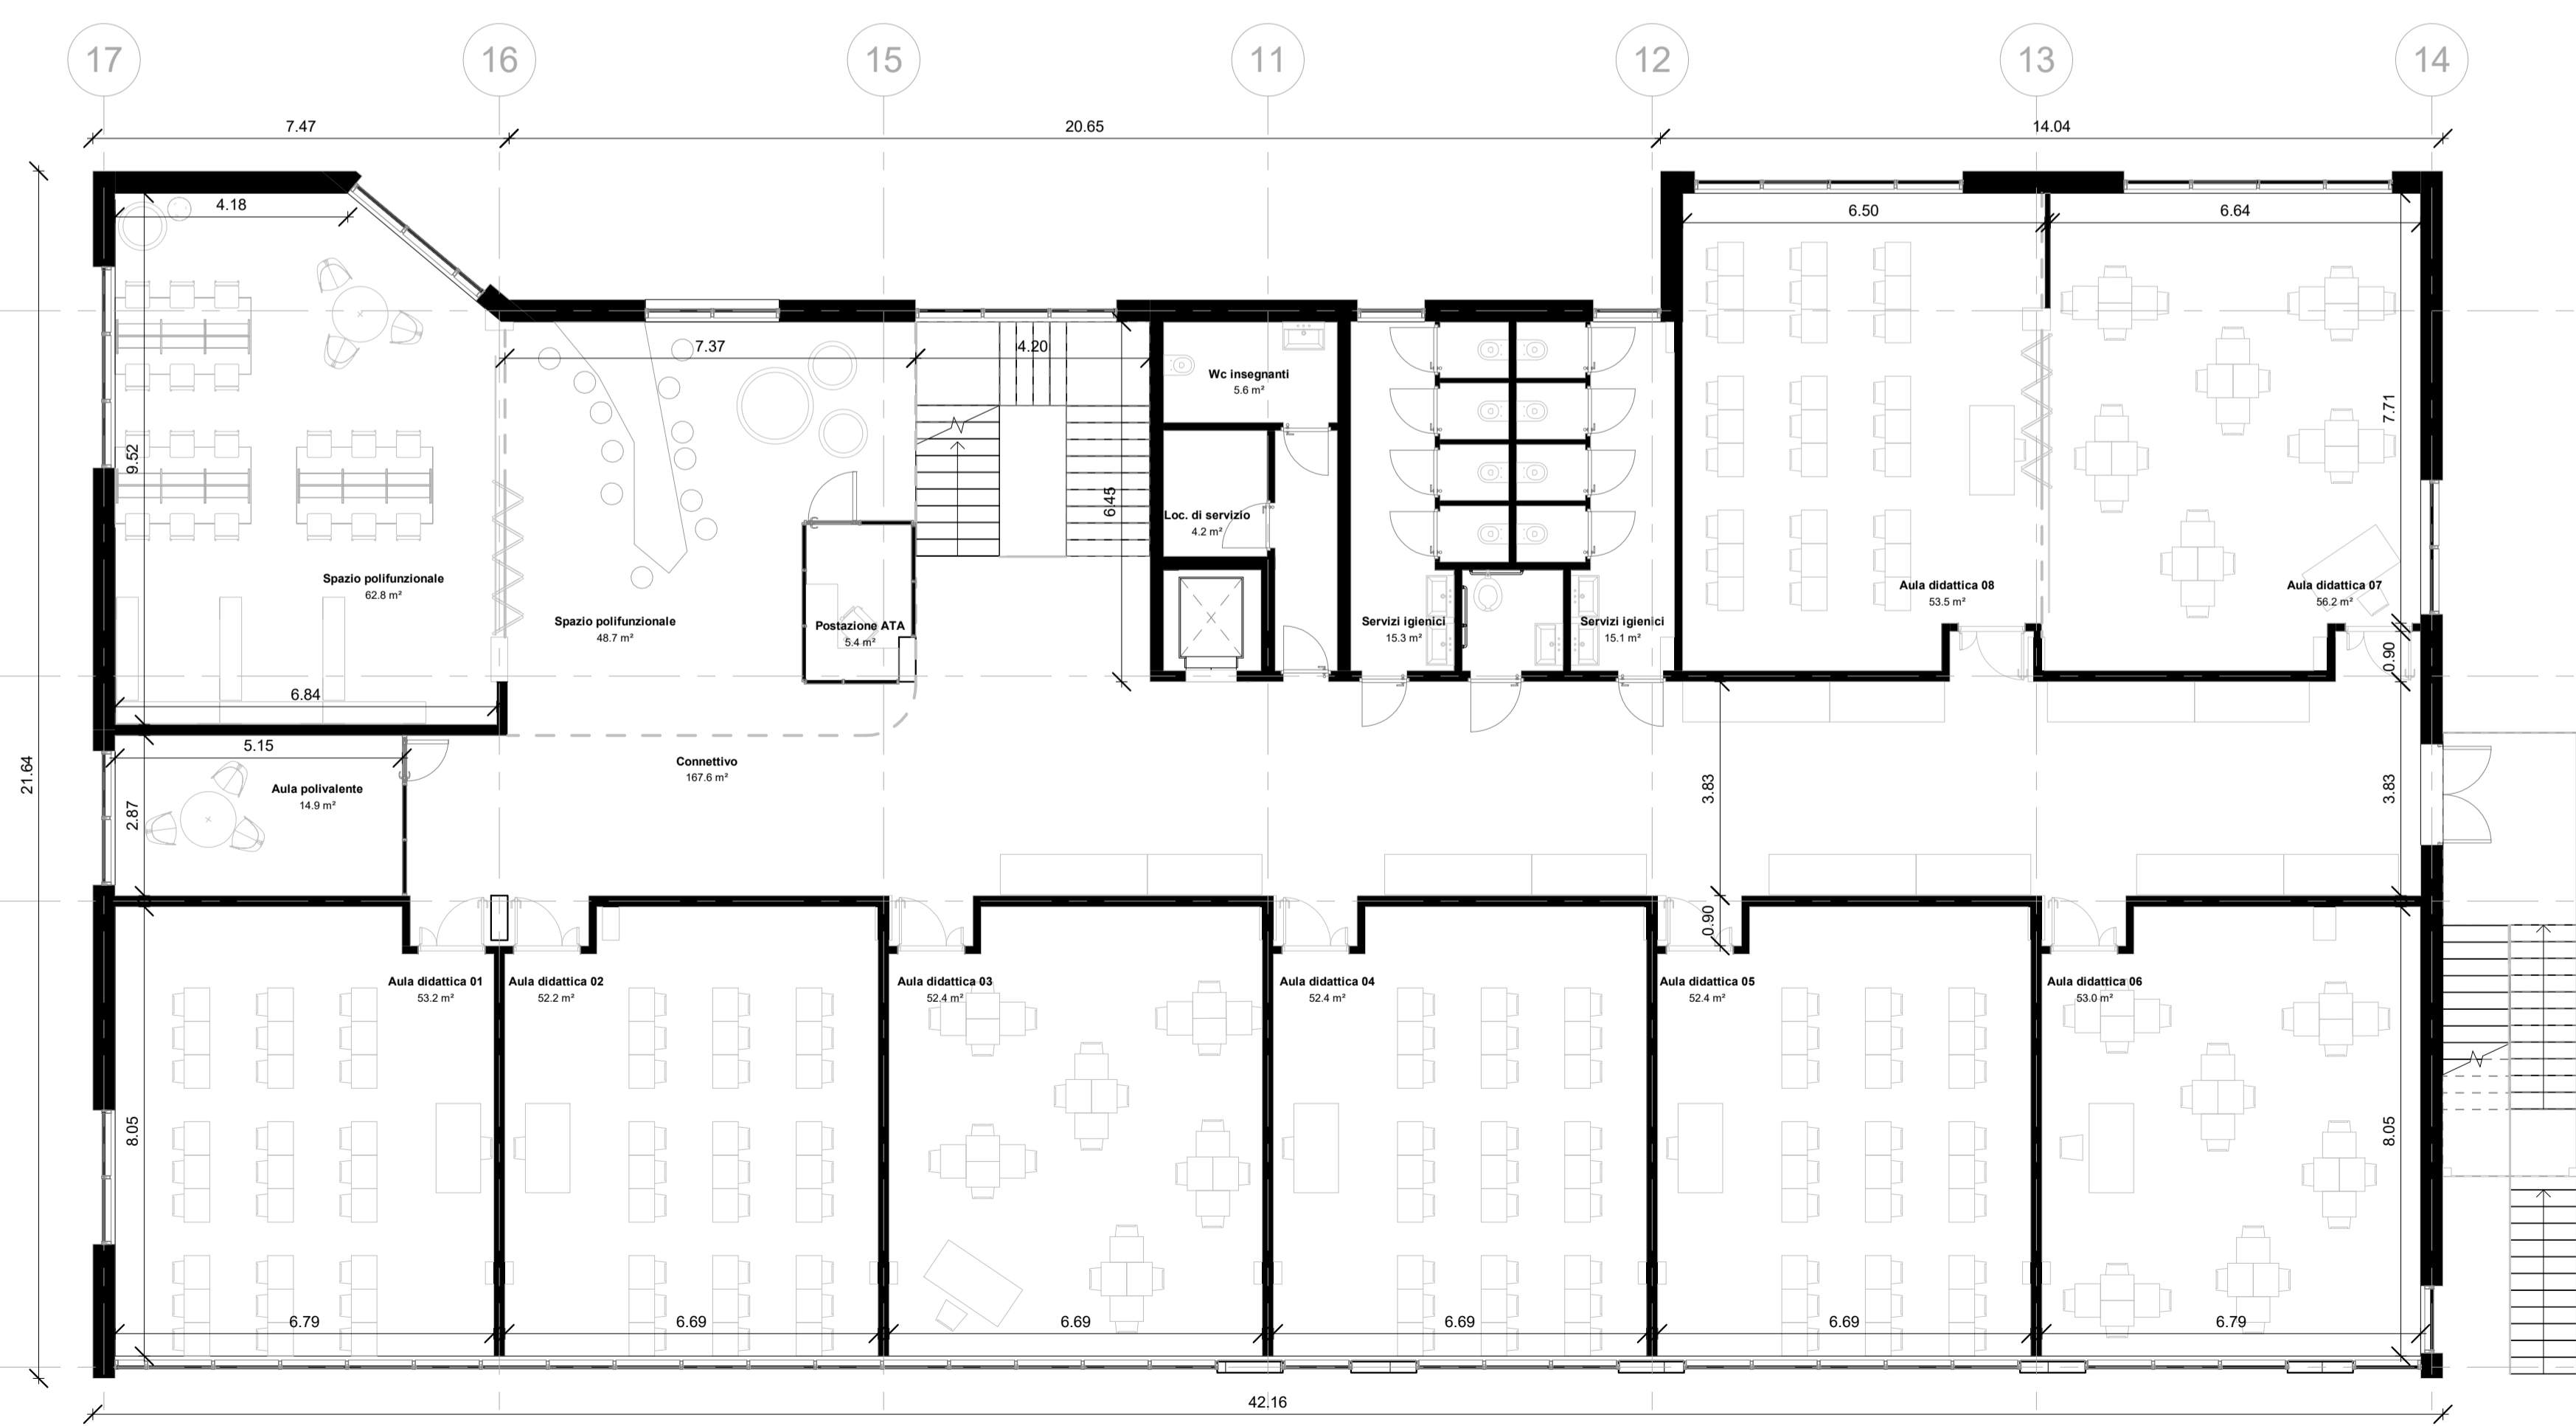 17
16
15
11
12
13
14
7.47
20.65
14.04
4.18
6.50
6.64
7.37
4.20
Wc insegnanti
5.6 m²
7.71
9.52
6.45
Loc. di servizio
4.2 m²
Spazio polifunzionale
62.8 m²
Aula didattica 08
53.5 m²
Aula didattica 07
56.2 m²
Spazio polifunzionale
48.7 m²
Postazione ATA
5.4 m²
Servizi igienici
15.3 m²
Servizi igienici
15.1 m²
0.90
6.84
5.15
21.64
Connettivo
167.6 m²
Aula polivalente
14.9 m²
2.87
3.83
3.83
0.90
Aula didattica 01
53.2 m²
Aula didattica 02
52.2 m²
Aula didattica 03
52.4 m²
Aula didattica 04
52.4 m²
Aula didattica 05
52.4 m²
Aula didattica 06
53.0 m²
8.05
8.05
6.79
6.69
6.69
6.69
6.69
6.79
42.16